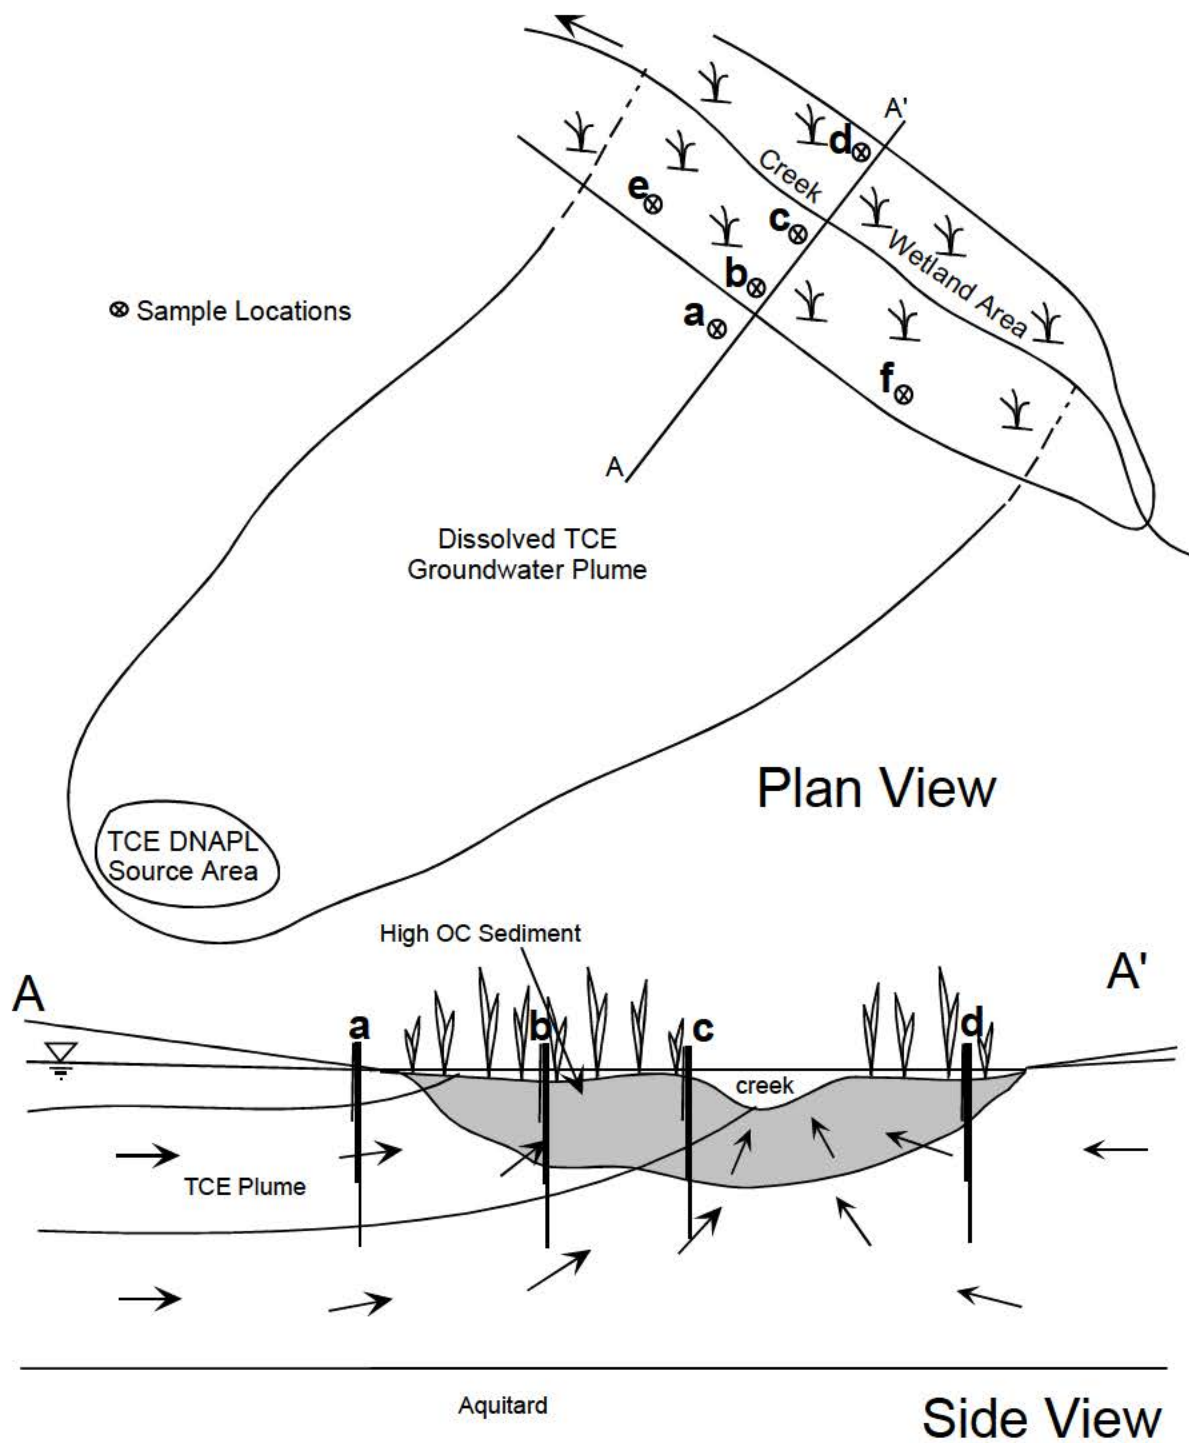 A'
d
Creek
e
c
Wetland Area
b
Sample Locations
a
f
A
Dissolved TCE
Groundwater Plume
Plan View
TCE DNAPL
Source Area
High OC Sediment
A
A'
a
b
c
d
creek
TCE Plume
Aquitard
Side View